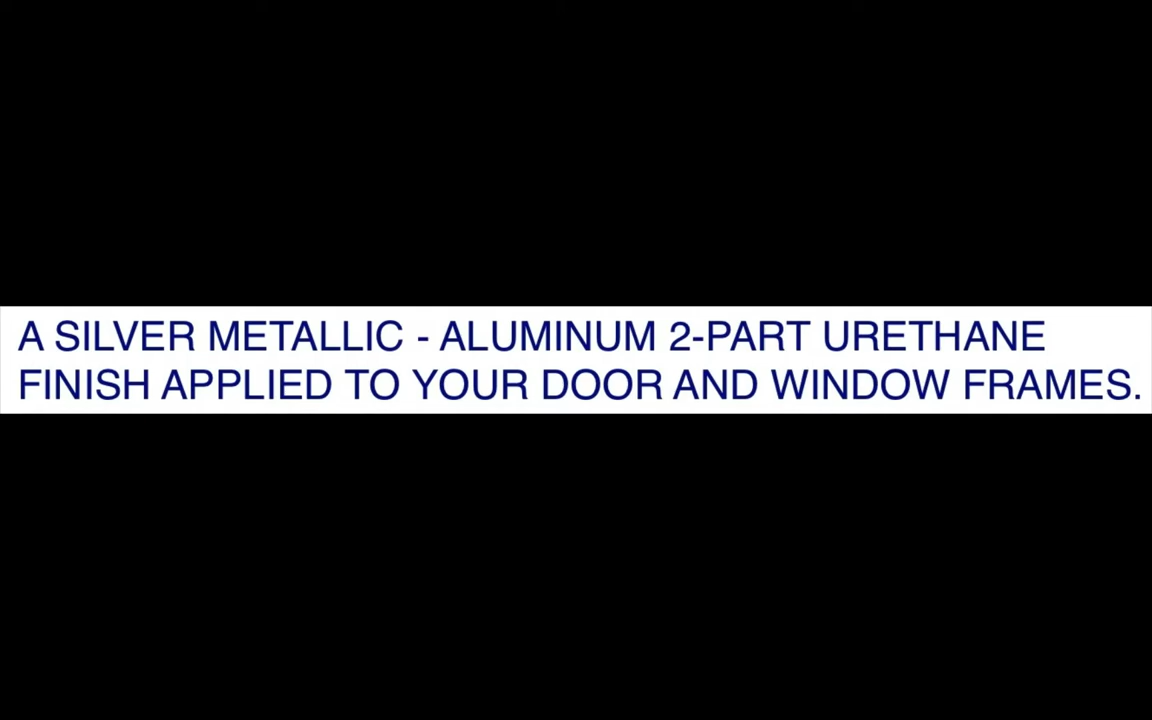 A SILVER METALLIC - ALUMINUM 2-PART URETHANE
FINISH APPLIED TO YOUR DOOR AND WINDOW FRAMES.